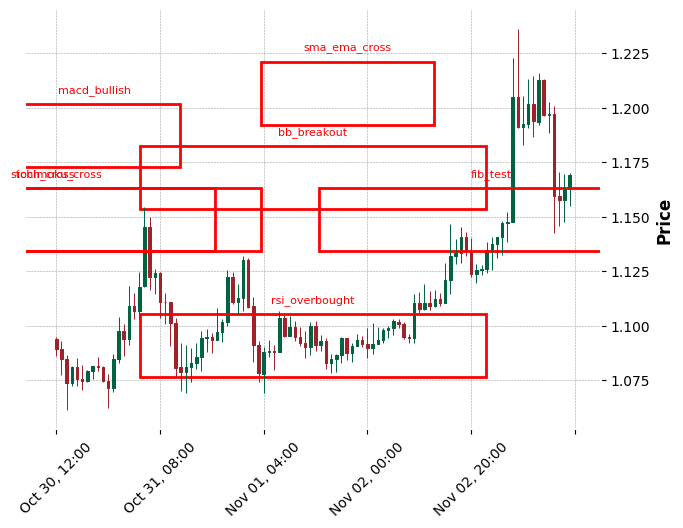 sma_ema_cross
1.225
macd_bullish
1.200
bb_breakout
1.175
fib_test
1.150
Price
1.125
rsi_overbought
1.100
1.075
Oct 30, 12:00
Oct 31, 08:00
Nov 01, 04:00
Nov 02, 00:00
Nov 02, 20:00